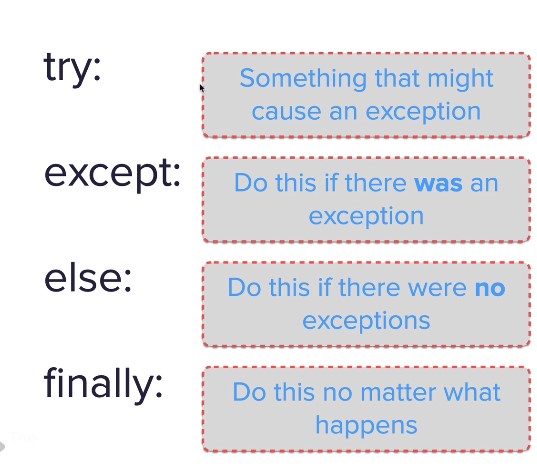 try:
Something that might
cause an exception
except:
Do this if there was an
exception
else:
Do this if there were no
exceptions
finally:
Do this no matter what
happens